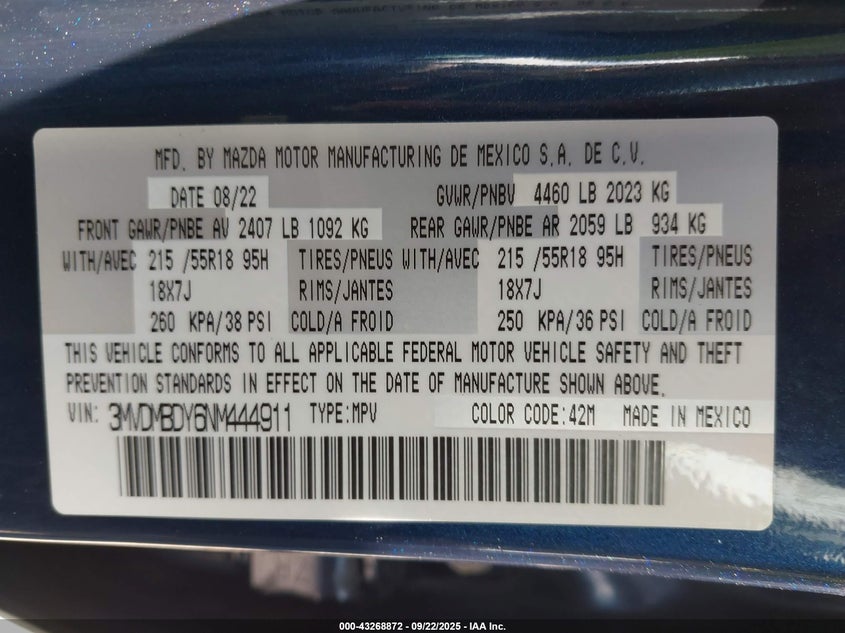 MFD. BY MAZDA MOTOR MANUFACTURING DE MEXICO S.A. DE C.V.
DATE 08/22 GVWR/PNBV 4460 LB 2023 KG
FRONT GAWR/PNBE AV 2407 LB 1092 KG REAR GAWR/PNBE AR 2059 LB 934 KG
WITH/AVEC 215 /55R18 95H TIRES/PNEUS WITH/AVEC 215 /55R18 95H TIRES/PNEUS
18X7J RIMS/JANTES 18X7J RIMS/JANTES
260 KPA/38 PSI COLD/A FROID 250 KPA/36 PSI COLD/A FROID
THIS VEHICLE CONFORMS TO ALL APPLICABLE FEDERAL MOTOR VEHICLE SAFETY AND THEFT
PREVENTION STANDARDS IN EFFECT ON THE DATE OF MANUFACTURE SHOWN ABOVE.
VIN: 3MVDMBDY6NM444911 TYPE:MPV COLOR CODE:42M MADE IN MEXICO
000-43268872 - 09/22/2025 - IAA Inc.